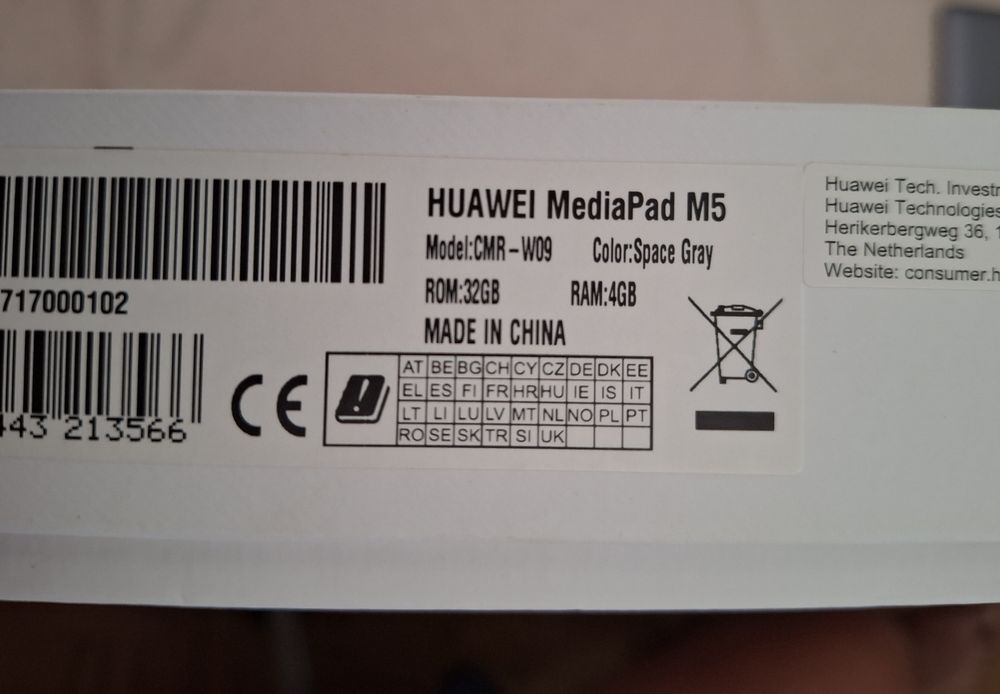 HUAWEI MediaPad M5
Model:CMR-W09 Color:Space Gray
ROM:32GB RAM:4GB
MADE IN CHINA
717000102
443 213566
CE
AT BE BG CH CY CZ DE DK EE
EL ES FI FR HR HU IE IS IT
LT LI LU LV MT NL NO PL PT
RO SE SK TR SI UK
Huawei Tech. Investm
Huawei Technologies
Herikerbergweg 36, 1
The Netherlands
Website: consumer.h